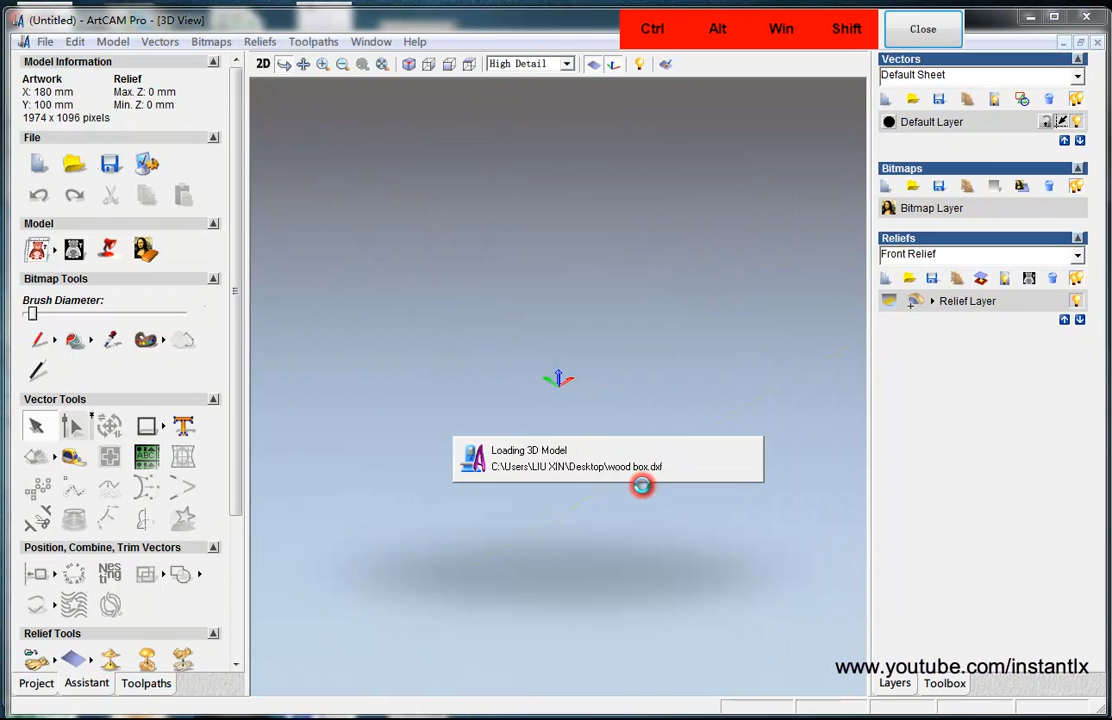 (Untitled) - ArtCAM Pro - [3D View]
Ctrl Alt Win Shift Close
File Edit Model Vectors Bitmaps Reliefs Toolpaths Window Help
Model Information
Artwork Relief
X: 180 mm Max. Z: 0 mm
Y: 100 mm Min. Z: 0 mm
1974 x 1096 pixels
File
Model
Bitmap Tools
Brush Diameter:
Vector Tools
ABC
Position, Combine, Trim Vectors
Nes
ting
Relief Tools
Project Assistant Toolpaths
2D High Detail
Loading 3D Model
C:\Users\LIU XIN\Desktop\wood box.dxf
Vectors
Default Sheet
Default Layer
Bitmaps
Bitmap Layer
Reliefs
Front Relief
Relief Layer
www.youtube.com/instantlx
Layers Toolbox